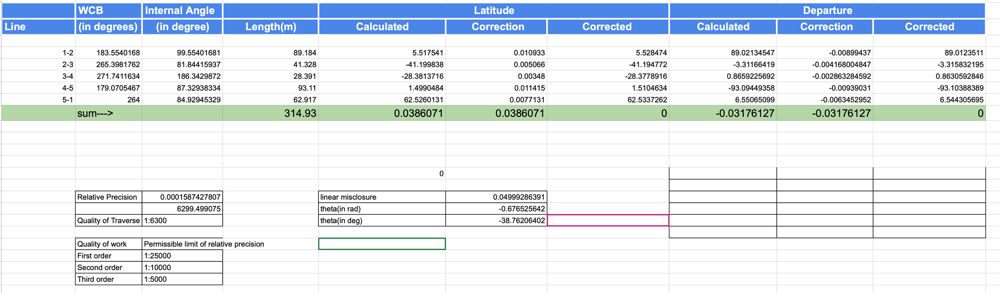 WCB Internal Angle Latitude Departure
Line (in degrees) (in degree) Length(m) Calculated Correction Corrected Calculated Correction Corrected
1-2 183.5540168 99.55401681 89.184 5.517541 0.010933 5.528474 89.02134547 -0.00899437 89.0123511
2-3 265.3981762 81.84415937 41.328 -41.199838 0.005066 -41.194772 -3.31166419 -0.004168004847 -3.315832195
3-4 271.7411634 186.3429872 28.391 -28.3813716 0.00348 -28.3778916 0.8659225692 -0.002863284592 0.8630592846
4-5 179.0705467 87.32938334 93.11 1.4990484 0.011415 1.5104634 -93.09449358 -0.00939031 -93.10388389
5-1 264 84.92945329 62.917 62.5260131 0.0077131 62.5337262 6.55065099 -0.0063452952 6.544305695
sum---> 314.93 0.0386071 0.0386071 0 -0.03176127 -0.03176127 0
0
Relative Precision 0.0001587427807 linear misclosure 0.04999286391
6299.499075 theta(in rad) -0.676525642
Quality of Traverse 1:6300 theta(in deg) -38.76206402
Quality of work Permissible limit of relative precision
First order 1:25000
Second order 1:10000
Third order 1:5000